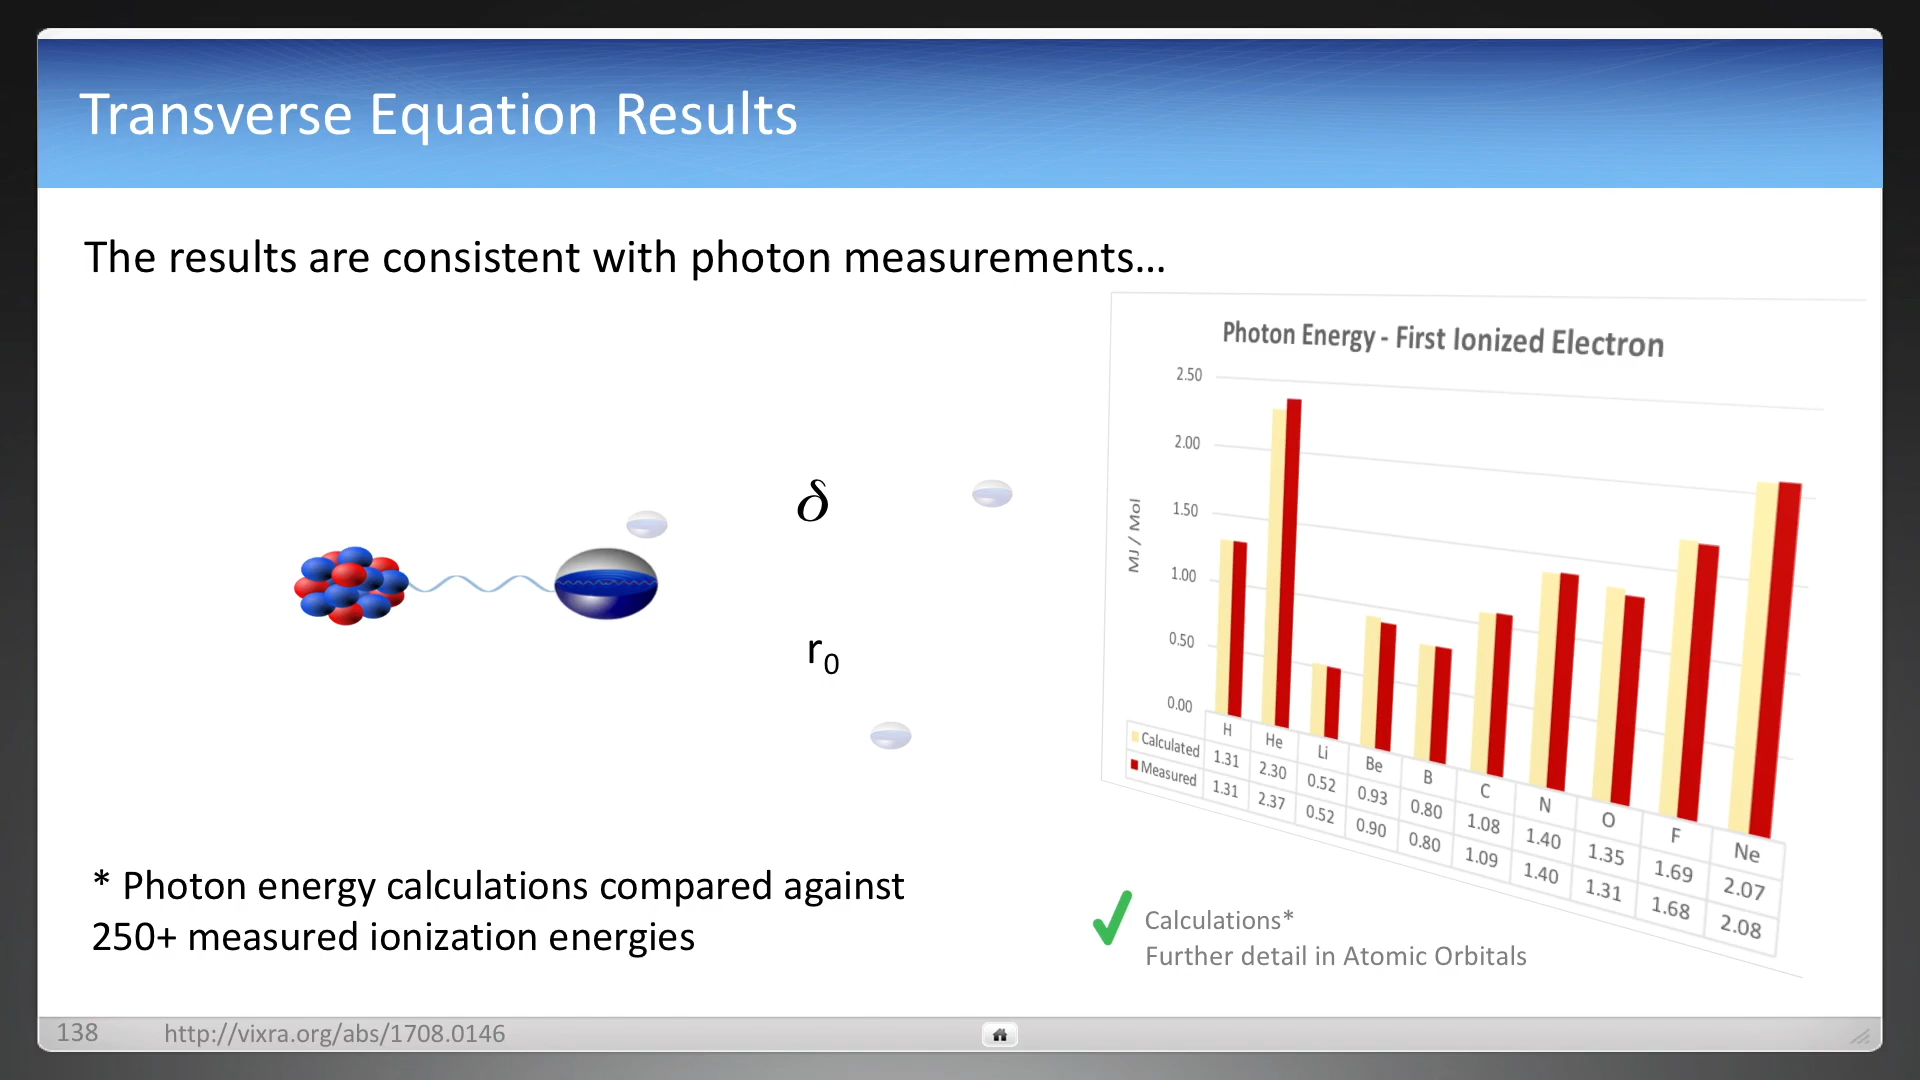 Transverse Equation Results
The results are consistent with photon measurements...
δ
r0
Photon Energy - First Ionized Electron
MJ / Mol
2.50
2.00
1.50
1.00
0.50
0.00
H He Li Be B C N O F Ne
Calculated 1.31 2.30 0.52 0.93 0.80 1.08 1.40 1.35 1.69 2.07
Measured 1.31 2.37 0.52 0.90 0.80 1.09 1.40 1.31 1.68 2.08
* Photon energy calculations compared against
250+ measured ionization energies
Calculations*
Further detail in Atomic Orbitals
138 http://vixra.org/abs/1708.0146